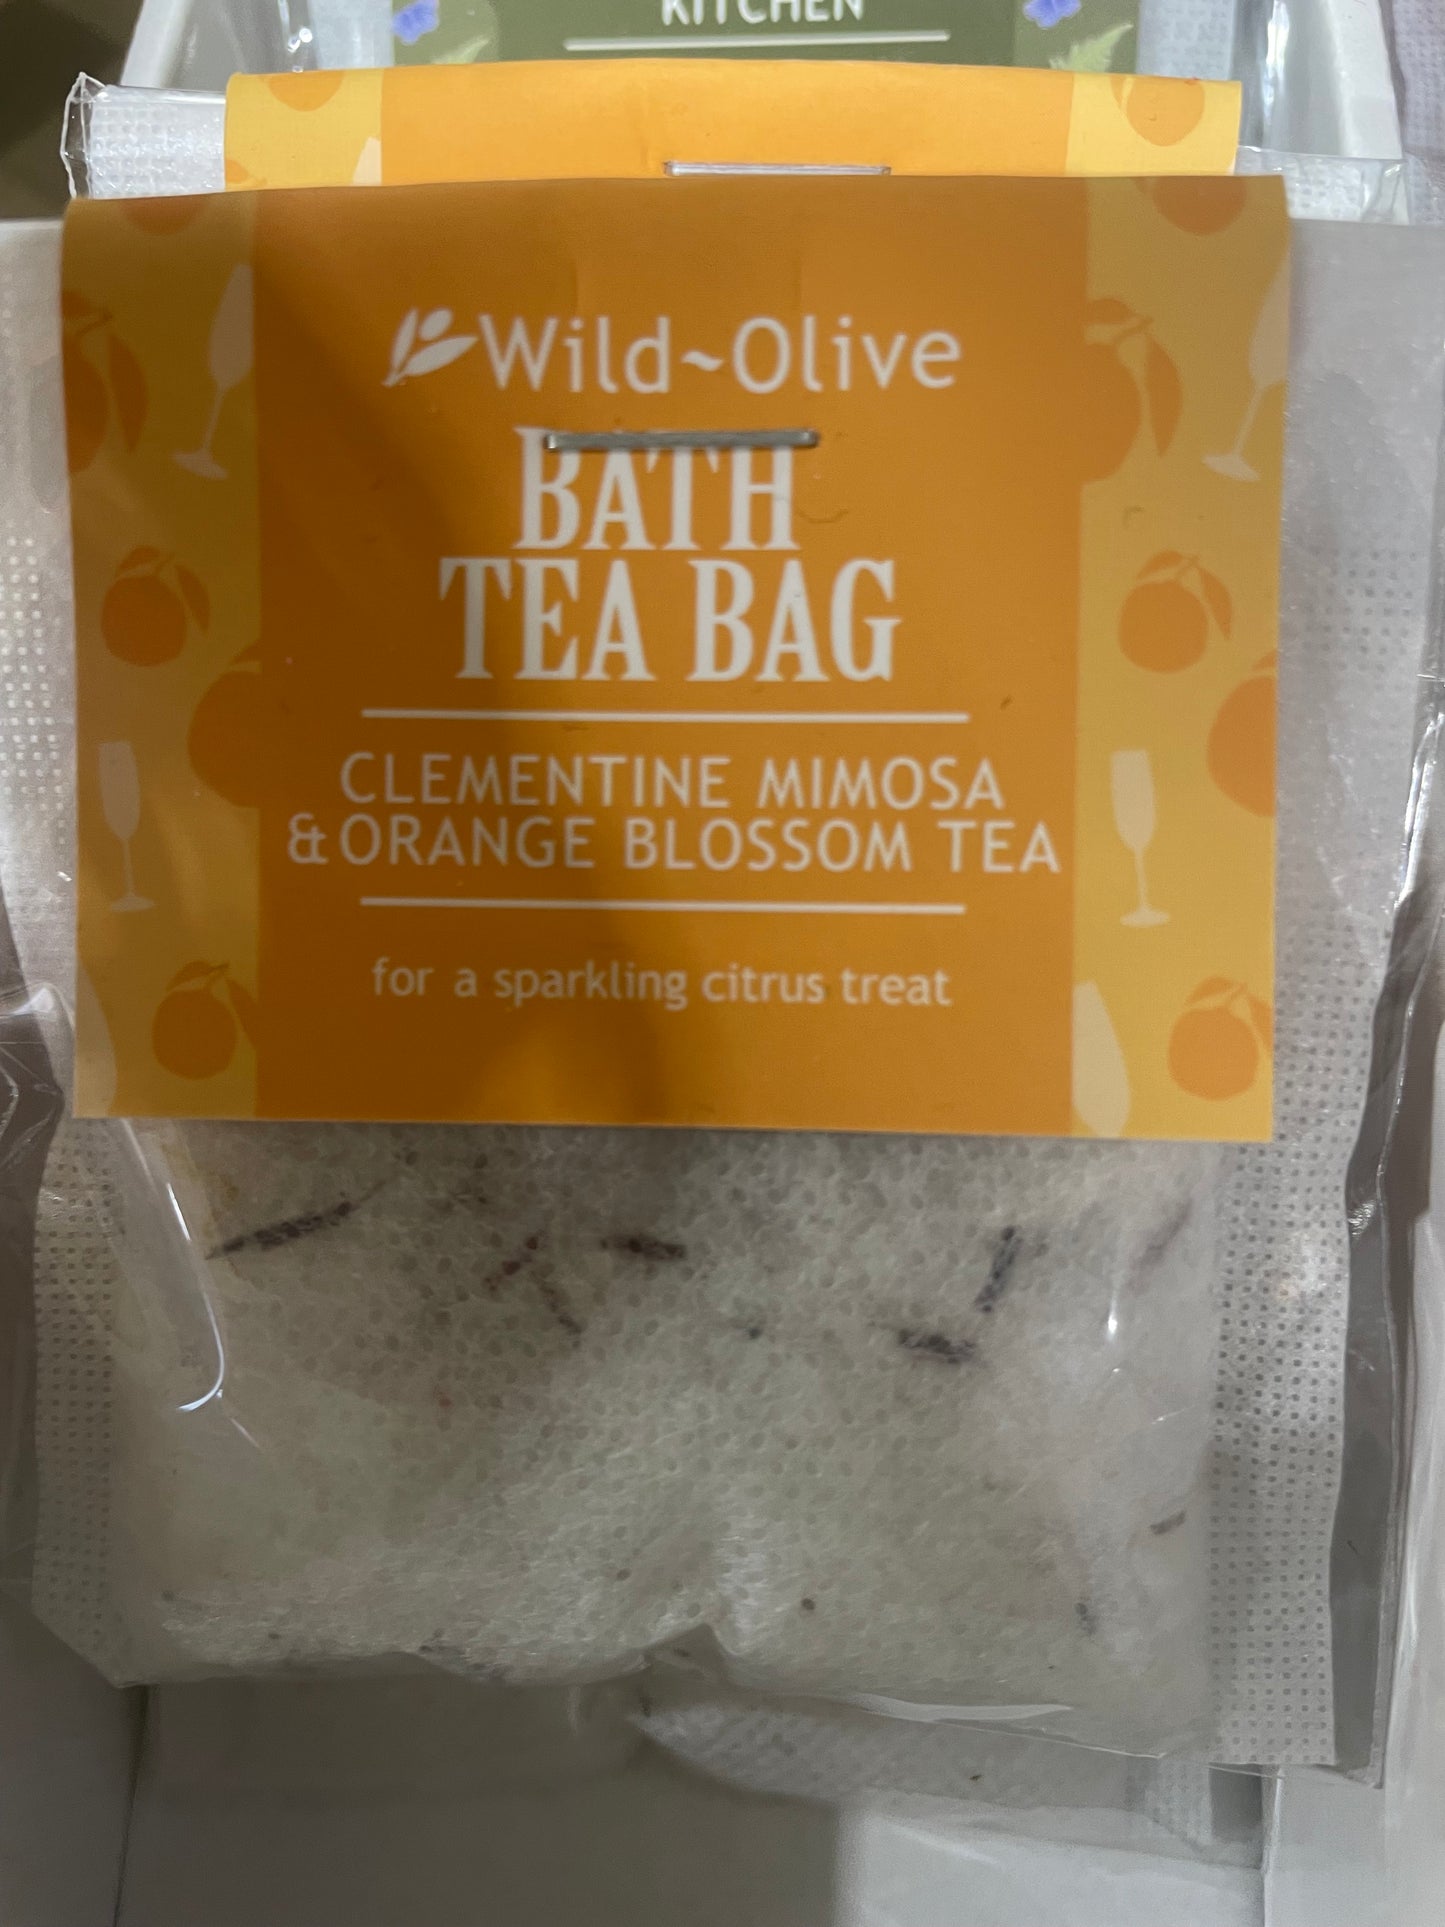 KITCHEN
Wild~Olive
BATH
TEA BAG
CLEMENTINE MIMOSA
& ORANGE BLOSSOM TEA
for a sparkling citrus treat